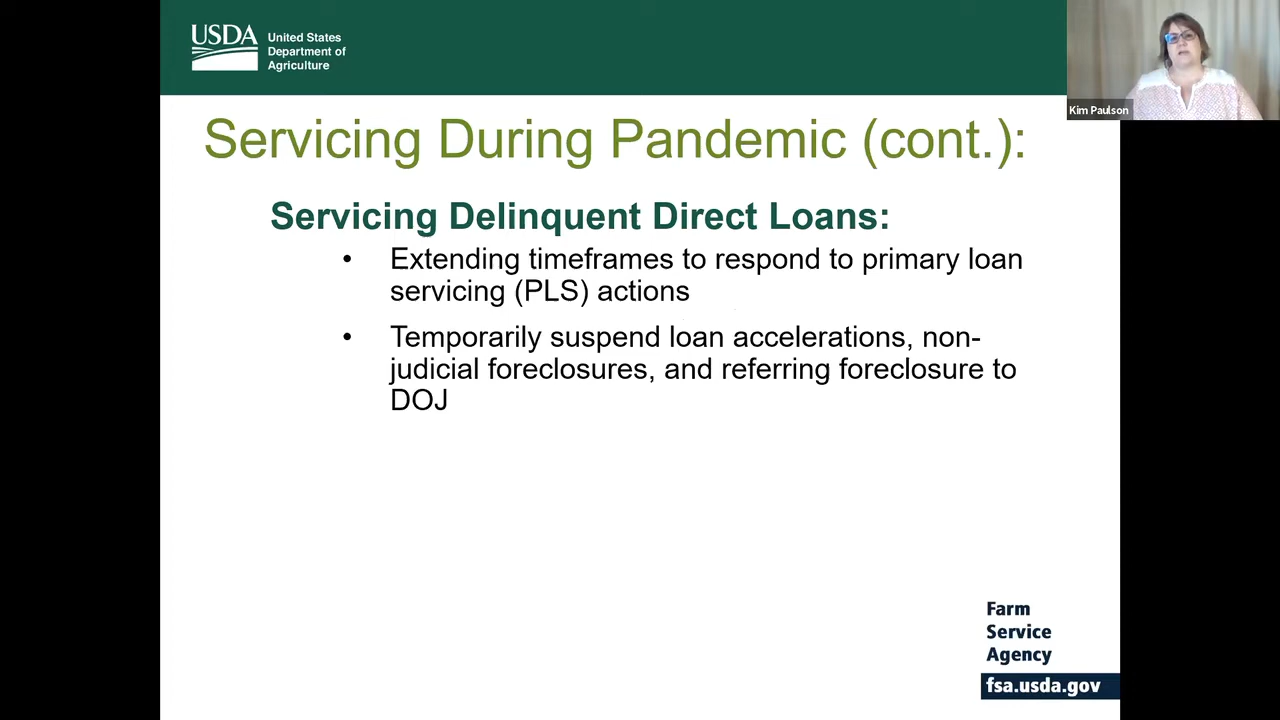 USDA
United States
Department of
Agriculture
Kim Paulson
Servicing During Pandemic (cont.):
Servicing Delinquent Direct Loans:
• Extending timeframes to respond to primary loan
servicing (PLS) actions
• Temporarily suspend loan accelerations, non-
judicial foreclosures, and referring foreclosure to
DOJ
Farm
Service
Agency
fsa.usda.gov